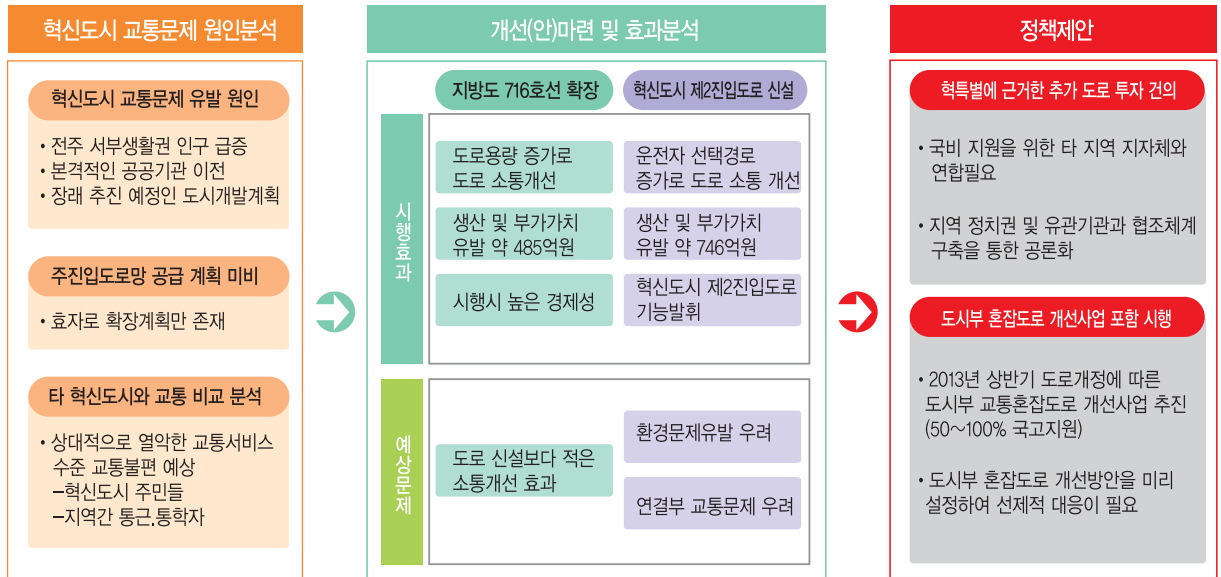 혁신도시 교통문제 원인분석
혁신도시 교통문제 유발 원인
• 전주 서부생활권 인구 급증
• 본격적인 공공기관 이전
• 장래 추진 예정인 도시개발계획
주진입도로망 공급 계획 미비
• 효자로 확장계획만 존재
타 혁신도시와 교통 비교 분석
• 상대적으로 열악한 교통서비스
수준 교통불편 예상
–혁신도시 주민들
–지역간 통근.통학자
개선(안)마련 및 효과분석
지방도 716호선 확장
혁신도시 제2진입도로 신설
시행효과
도로용량 증가로
도로 소통개선
운전자 선택경로
증가로 도로 소통 개선
생산 및 부가가치
유발 약 485억원
생산 및 부가가치
유발 약 746억원
시행시 높은 경제성
혁신도시 제2진입도로
기능발휘
예상문제
도로 신설보다 적은
소통개선 효과
환경문제유발 우려
연결부 교통문제 우려
정책제안
혁특별에 근거한 추가 도로 투자 건의
• 국비 지원을 위한 타 지역 지자체와
연합필요
• 지역 정치권 및 유관기관과 협조체계
구축을 통한 공론화
도시부 혼잡도로 개선사업 포함 시행
• 2013년 상반기 도로개정에 따른
도시부 교통혼잡도로 개선사업 추진
(50~100% 국고지원)
• 도시부 혼잡도로 개선방안을 미리
설정하여 선제적 대응이 필요